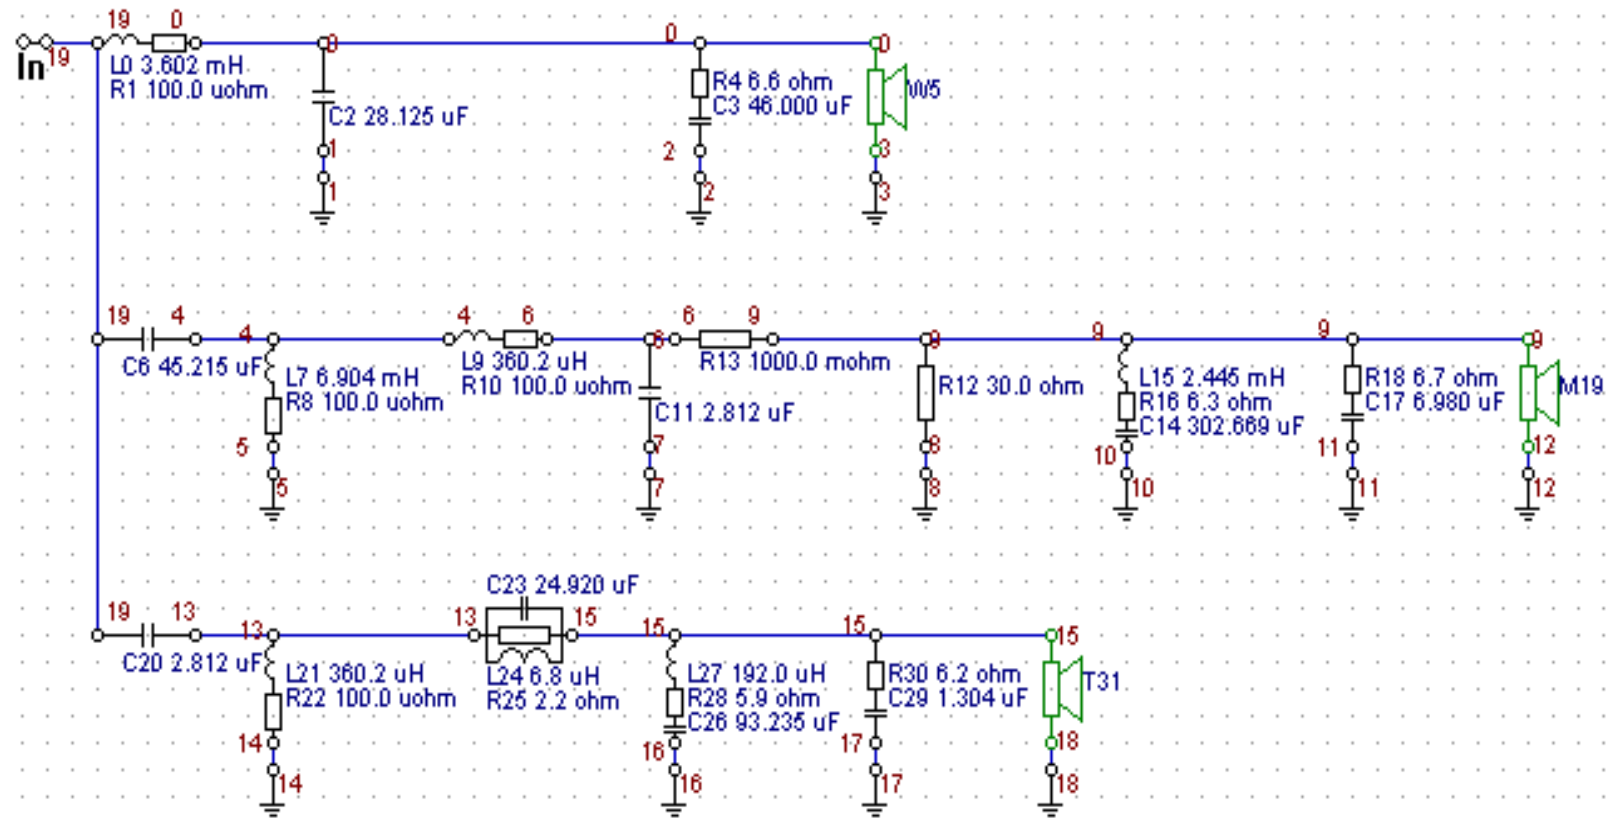 19 0
In 19
L0 3.602 mH
R1 100.0 uohm
0
C2 28.125 uF
1
1
0
R4 6.6 ohm
C3 46.000 uF
2
2
0
W5
3
3
19 4
C6 45.215 uF
4
L7 6.904 mH
R8 100.0 uohm
5
5
4 6
L9 360.2 uH
R10 100.0 uohm
6
C11 2.812 uF
7
7
6 9
R13 1000.0 mohm
9
R12 30.0 ohm
8
8
9
L15 2.445 mH
R16 6.3 ohm
C14 302.669 uF
10
10
9
R18 6.7 ohm
C17 6.980 uF
11
11
9
M19
12
12
19 13
C20 2.812 uF
13
L21 360.2 uH
R22 100.0 uohm
14
14
C23 24.920 uF
13 15
L24 6.8 uH
R25 2.2 ohm
15
L27 192.0 uH
R28 5.9 ohm
C26 93.235 uF
16
16
15
R30 6.2 ohm
C29 1.304 uF
17
17
15
T31
18
18